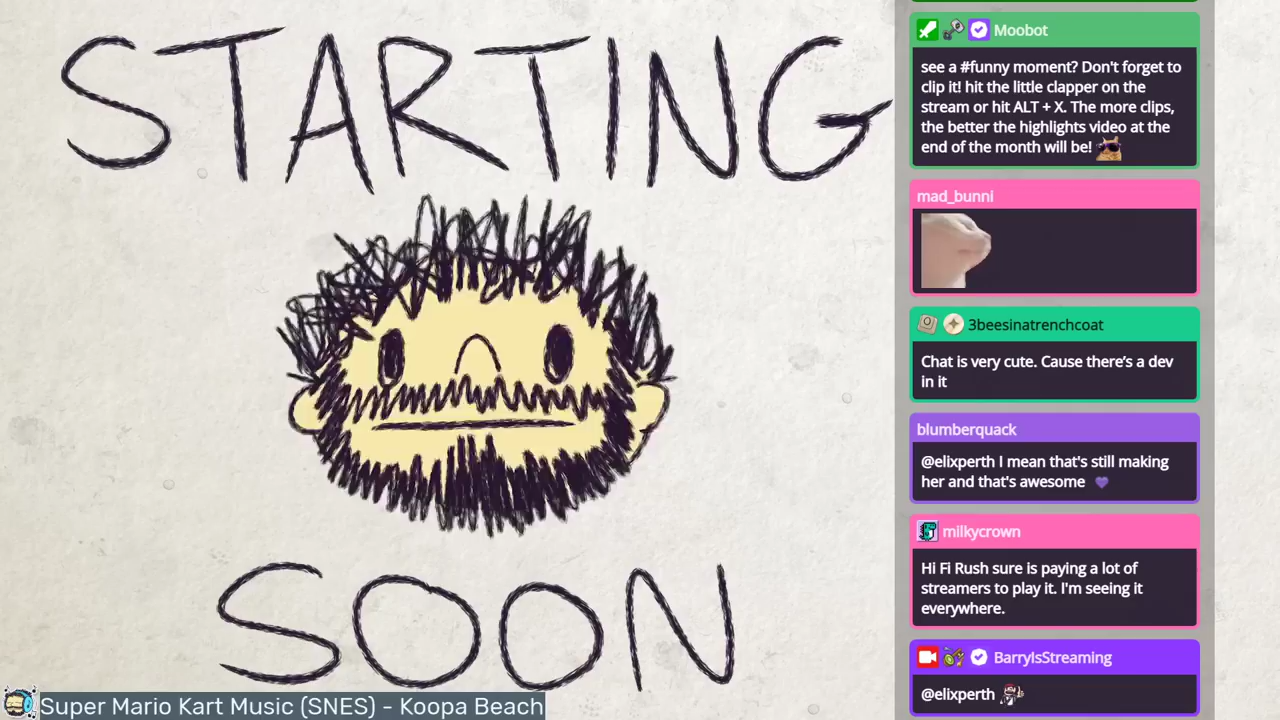 STARTING
SOON
Super Mario Kart Music (SNES) - Koopa Beach
Moobot
see a #funny moment? Don't forget to
clip it! hit the little clapper on the
stream or hit ALT + X. The more clips,
the better the highlights video at the
end of the month will be!
mad_bunni
3beesinatrenchcoat
Chat is very cute. Cause there's a dev
in it
blumberquack
@elixperth I mean that's still making
her and that's awesome
milkycrown
Hi Fi Rush sure is paying a lot of
streamers to play it. I'm seeing it
everywhere.
BarryIsStreaming
@elixperth